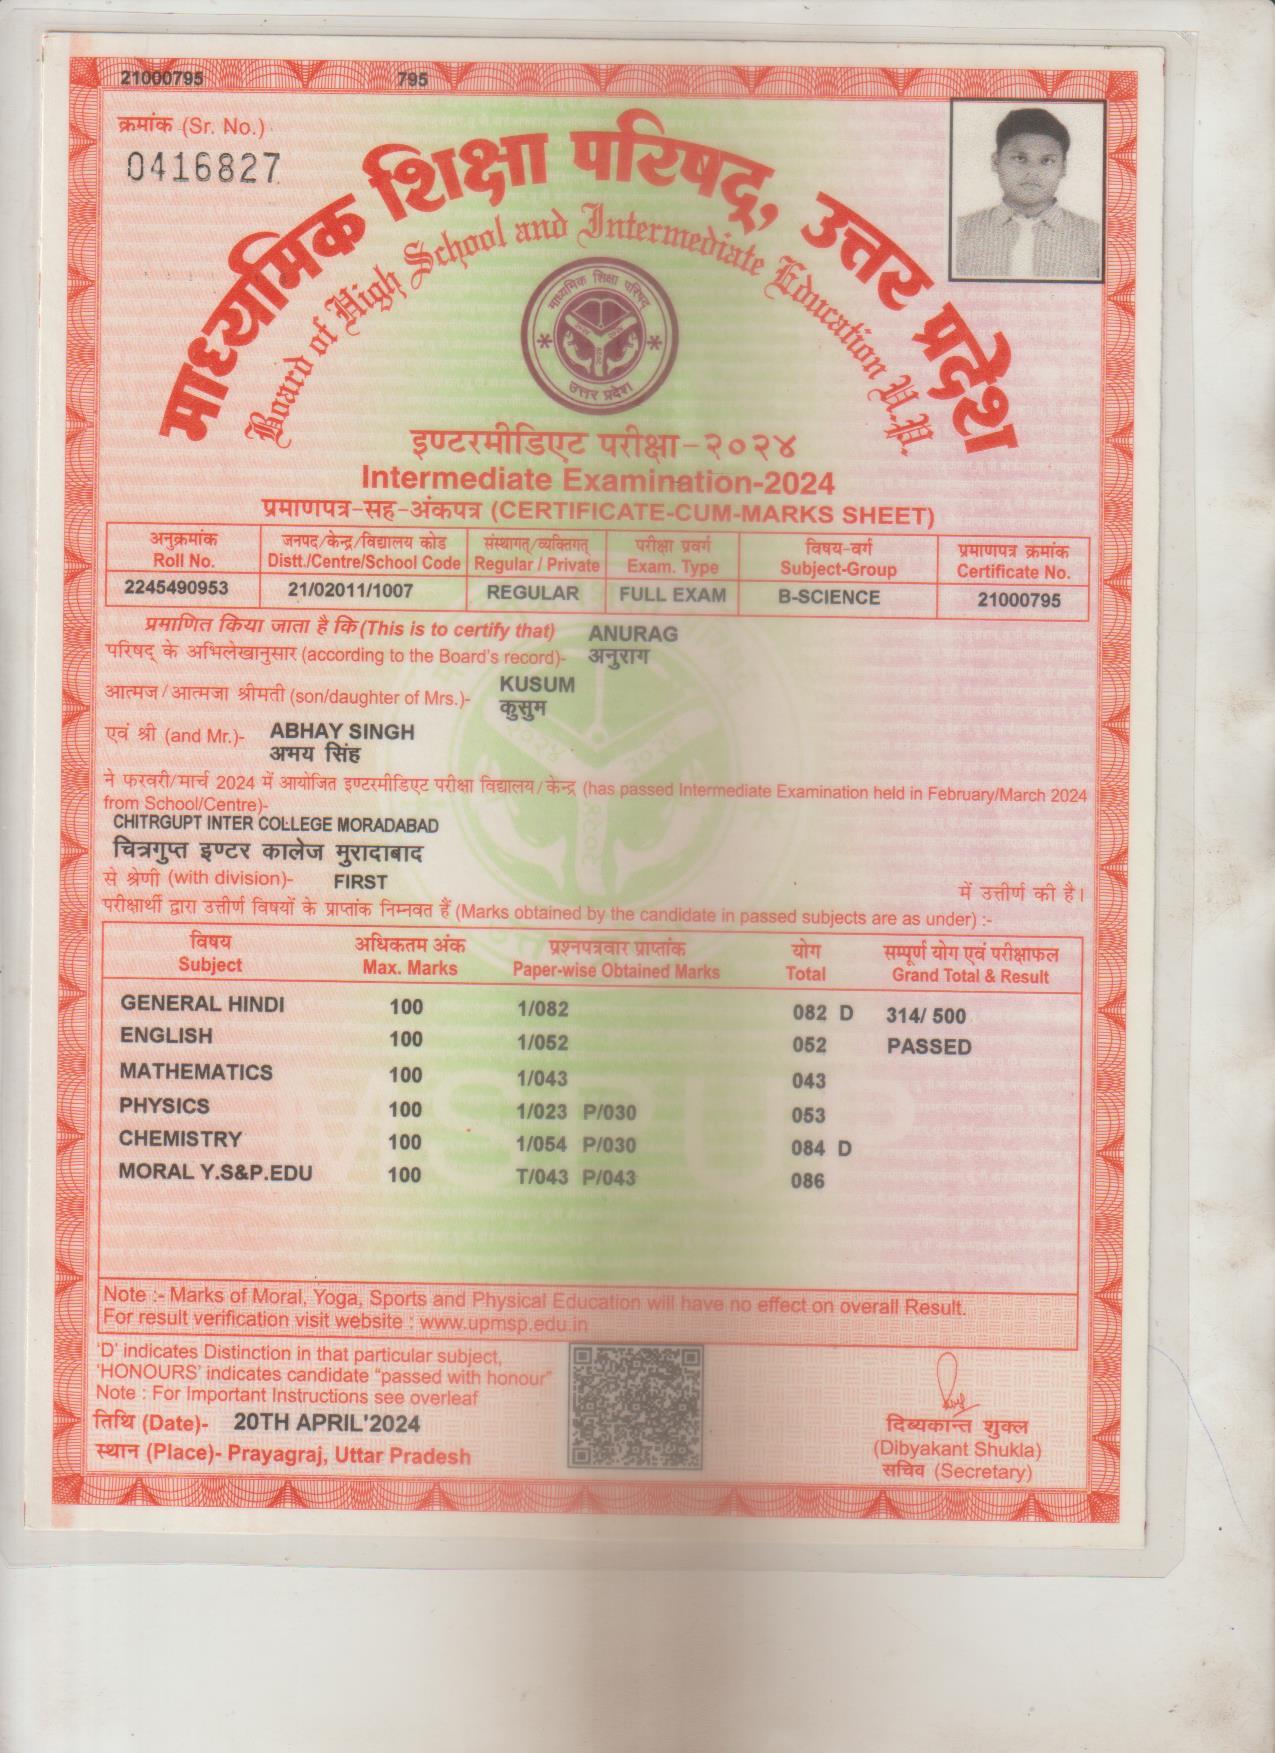 21000795 795
क्रमांक (Sr. No.)
0416827
माध्यमिक शिक्षा परिषद्, उत्तर प्रदेश
Board of High School and Intermediate Education U.P.
माध्यमिक शिक्षा परिषद्
उत्तर प्रदेश
इण्टरमीडिएट परीक्षा-२०२४
Intermediate Examination-2024
प्रमाणपत्र-सह-अंकपत्र (CERTIFICATE-CUM-MARKS SHEET)
अनुक्रमांक जनपद/केन्द्र/विद्यालय कोड संस्थागत्/व्यक्तिगत् परीक्षा प्रवर्ग विषय-वर्ग प्रमाणपत्र क्रमांक
Roll No. Distt./Centre/School Code Regular / Private Exam. Type Subject-Group Certificate No.
2245490953 21/02011/1007 REGULAR FULL EXAM B-SCIENCE 21000795
प्रमाणित किया जाता है कि (This is to certify that) ANURAG
परिषद् के अभिलेखानुसार (according to the Board's record)- अनुराग
आत्मज/आत्मजा श्रीमती (son/daughter of Mrs.)- KUSUM
कुसुम
एवं श्री (and Mr.)- ABHAY SINGH
अमय सिंह
ने फरवरी/मार्च 2024 में आयोजित इण्टरमीडिएट परीक्षा विद्यालय/केन्द्र (has passed Intermediate Examination held in February/March 2024
from School/Centre)-
CHITRGUPT INTER COLLEGE MORADABAD
चित्रगुप्त इण्टर कालेज मुरादाबाद
से श्रेणी (with division)- FIRST में उत्तीर्ण की है।
परीक्षार्थी द्वारा उत्तीर्ण विषयों के प्राप्तांक निम्नवत हैं (Marks obtained by the candidate in passed subjects are as under) :-
विषय अधिकतम अंक प्रश्नपत्रवार प्राप्तांक योग सम्पूर्ण योग एवं परीक्षाफल
Subject Max. Marks Paper-wise Obtained Marks Total Grand Total & Result
GENERAL HINDI 100 1/082 082 D 314/ 500
ENGLISH 100 1/052 052 PASSED
MATHEMATICS 100 1/043 043
PHYSICS 100 1/023 P/030 053
CHEMISTRY 100 1/054 P/030 084 D
MORAL Y.S&P.EDU 100 T/043 P/043 086
Note :- Marks of Moral, Yoga, Sports and Physical Education will have no effect on overall Result.
For result verification visit website : www.upmsp.edu.in
'D' indicates Distinction in that particular subject,
'HONOURS' indicates candidate "passed with honour"
Note : For Important Instructions see overleaf
तिथि (Date)- 20TH APRIL'2024
स्थान (Place)- Prayagraj, Uttar Pradesh
दिब्यकान्त शुक्ल
(Dibyakant Shukla)
सचिव (Secretary)